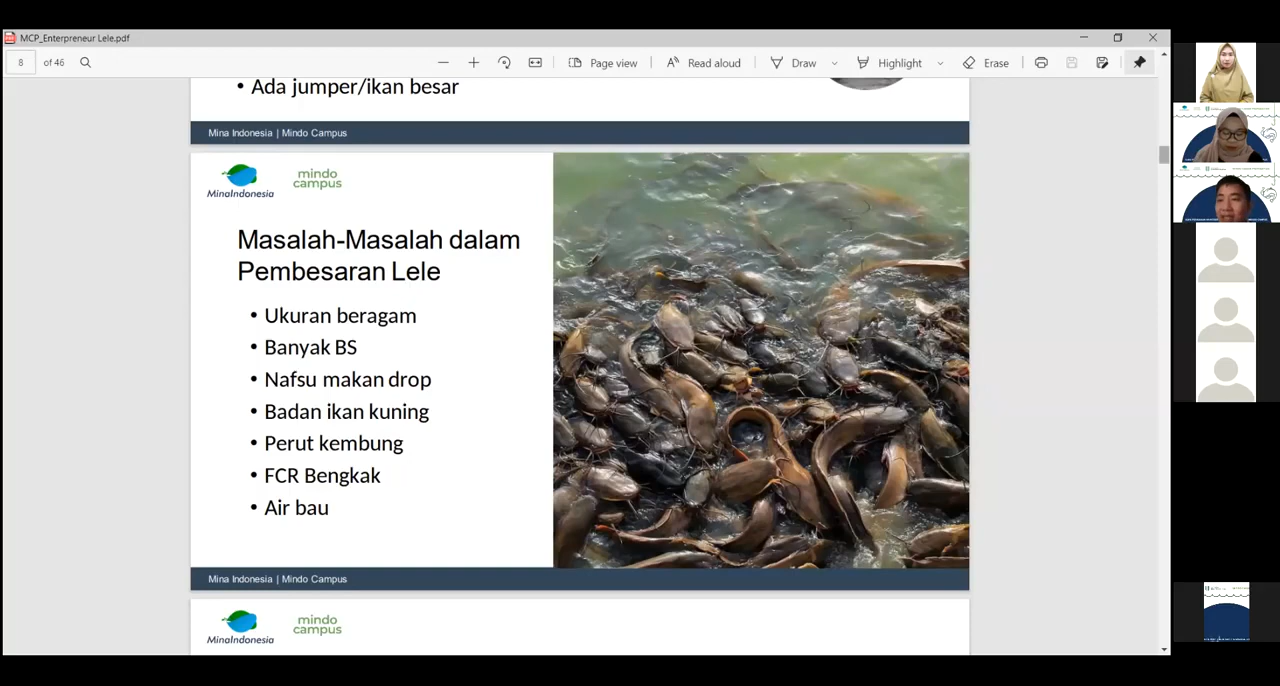 MCP_Enterpreneur Lele.pdf
8 of 46
Page view
Read aloud
Draw
Highlight
Erase
• Ada jumper/ikan besar
Mina Indonesia | Mindo Campus
MinaIndonesia
mindo
campus
Masalah-Masalah dalam
Pembesaran Lele
• Ukuran beragam
• Banyak BS
• Nafsu makan drop
• Badan ikan kuning
• Perut kembung
• FCR Bengkak
• Air bau
Mina Indonesia | Mindo Campus
MinaIndonesia
mindo
campus